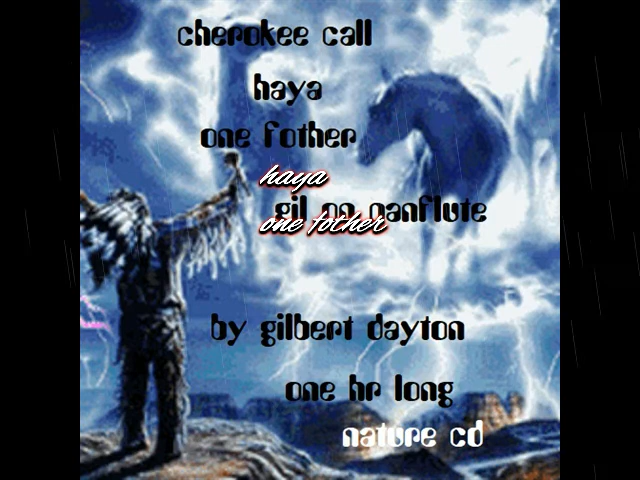 cherokee call
haya
one fother
haya
gil on panflute
one fother
by gilbert dayton
one hr long
nature cd